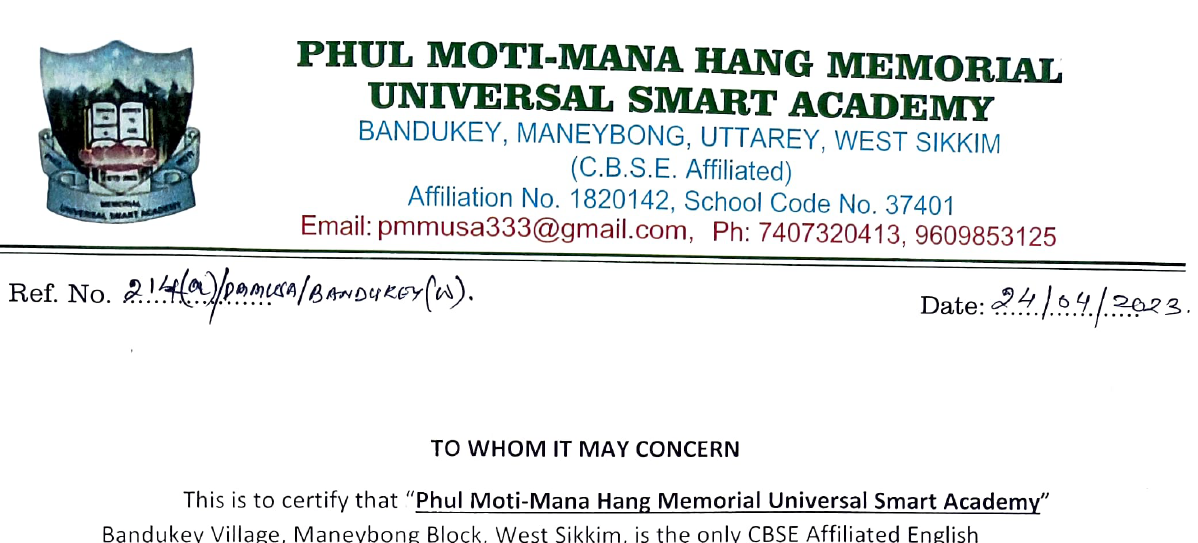 PHUL MOTI-MANA HANG MEMORIAL
UNIVERSAL SMART ACADEMY
BANDUKEY, MANEYBONG, UTTAREY, WEST SIKKIM
(C.B.S.E. Affiliated)
Affiliation No. 1820142, School Code No. 37401
Email: pmmusa333@gmail.com, Ph: 7407320413, 9609853125
MEMORIAL
UNIVERSAL SMART ACADEMY
Ref. No. 214(a)/PMMUSA/BANDUKEY(W).
Date: 24/04/2023.
TO WHOM IT MAY CONCERN
This is to certify that “Phul Moti-Mana Hang Memorial Universal Smart Academy”
Bandukey Village, Maneybong Block, West Sikkim, is the only CBSE Affiliated English